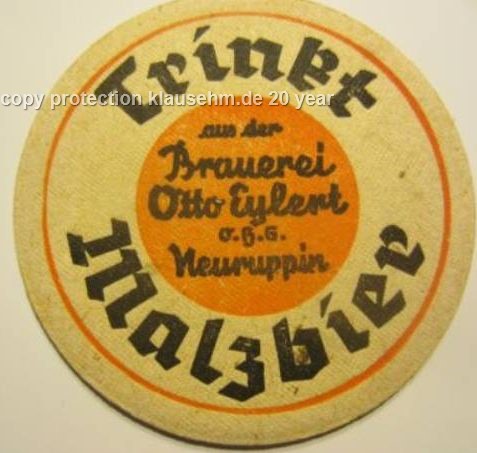 Trinkt
copy protection klausehm.de 20 year
aus der
Brauerei
Otto Eylert
o.H.G.
Neuruppin
Malzbier